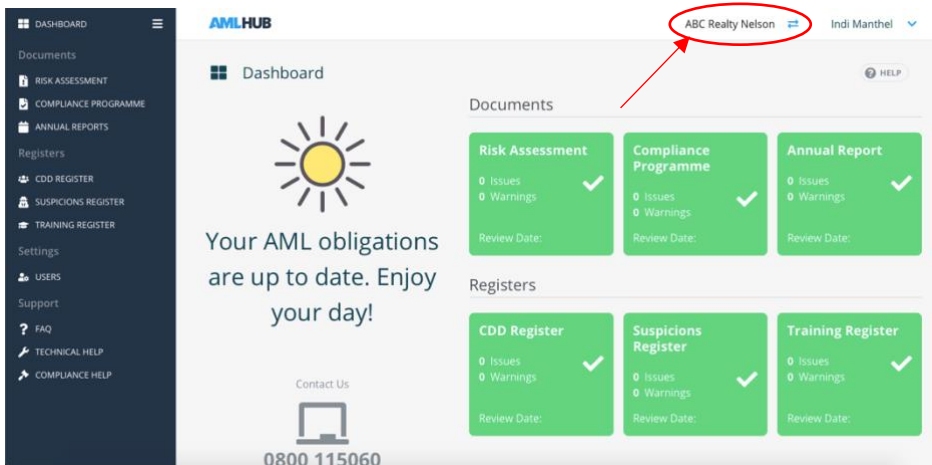 DASHBOARD
Documents
RISK ASSESSMENT
COMPLIANCE PROGRAMME
ANNUAL REPORTS
Registers
CDD REGISTER
SUSPICIONS REGISTER
TRAINING REGISTER
Settings
USERS
Support
? FAQ
TECHNICAL HELP
COMPLIANCE HELP
AMLHUB
ABC Realty Nelson
Indi Manthel
Dashboard
HELP
Your AML obligations
are up to date. Enjoy
your day!
Contact Us
0800 115060
Documents
Risk Assessment
0 Issues
0 Warnings
Review Date:
Compliance
Programme
0 Issues
0 Warnings
Review Date:
Annual Report
0 Issues
0 Warnings
Review Date:
Registers
CDD Register
0 Issues
0 Warnings
Review Date:
Suspicions
Register
0 Issues
0 Warnings
Review Date:
Training Register
0 Issues
0 Warnings
Review Date: